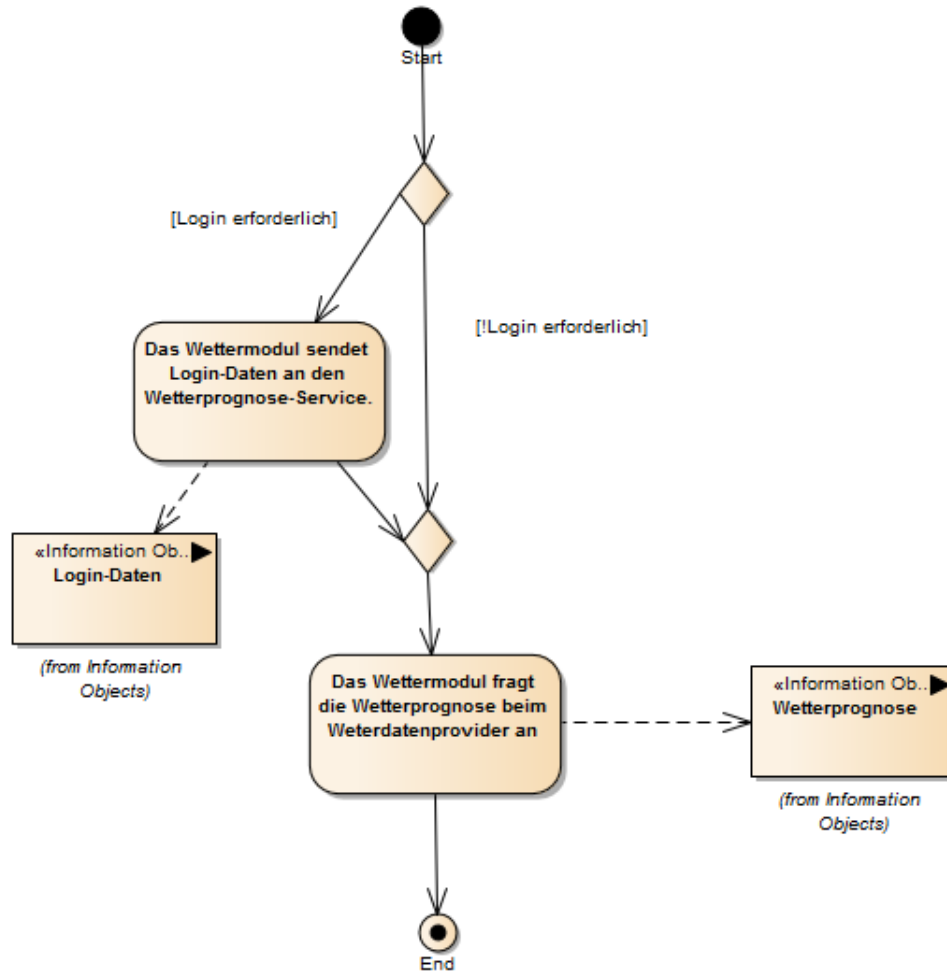 Start
[Login erforderlich]
[!Login erforderlich]
Das Wettermodul sendet
Login-Daten an den
Wetterprognose-Service.
«Information Ob..
Login-Daten
(from Information
Objects)
Das Wettermodul fragt
die Wetterprognose beim
Weterdatenprovider an
«Information Ob..
Wetterprognose
(from Information
Objects)
End